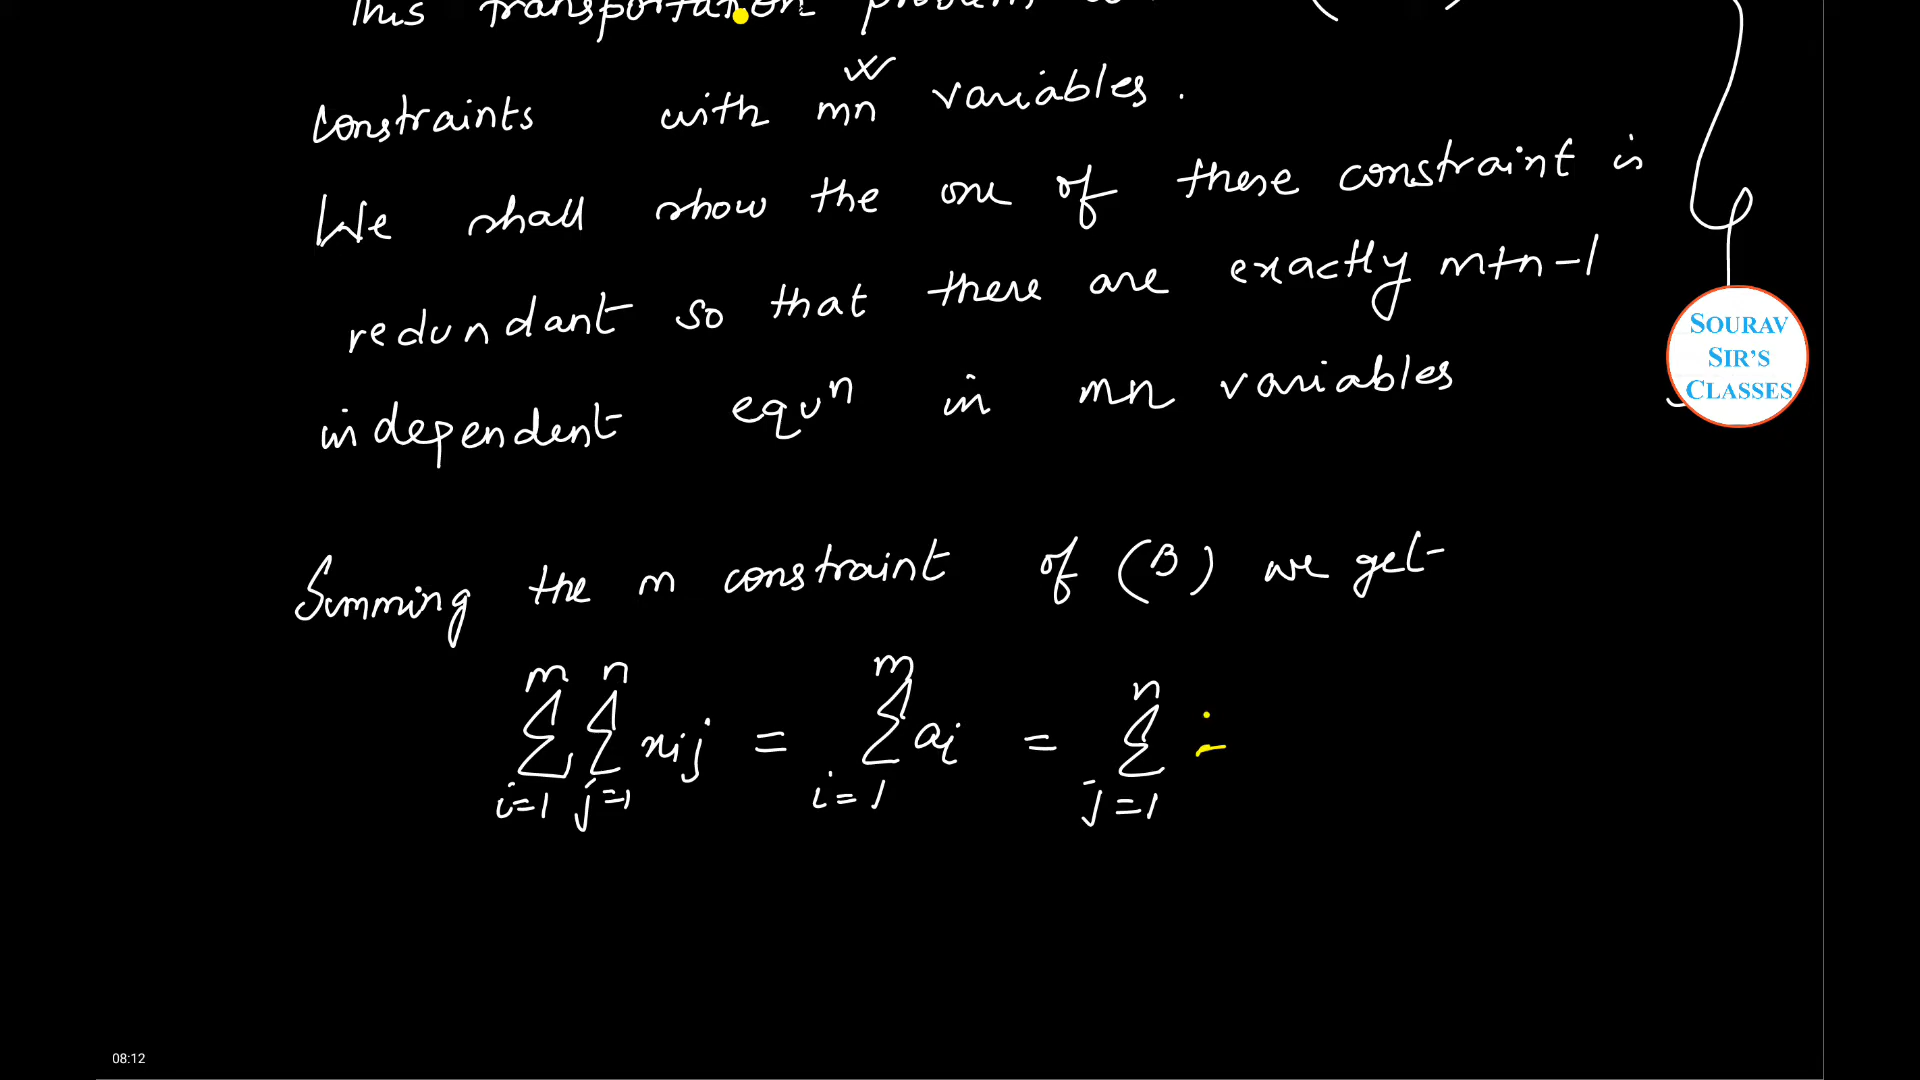 This transportation problem
constraints with mn variables.
We shall show the one of these constraint is
redundant so that there are exactly m+n-1
independent equⁿ in mn variables
SOURAV
SIR'S
CLASSES
Summing the m constraint of (B) we get
m n m n
∑ ∑ xij = ∑ ai = ∑
i=1 j=1 i=1 j=1
08:12